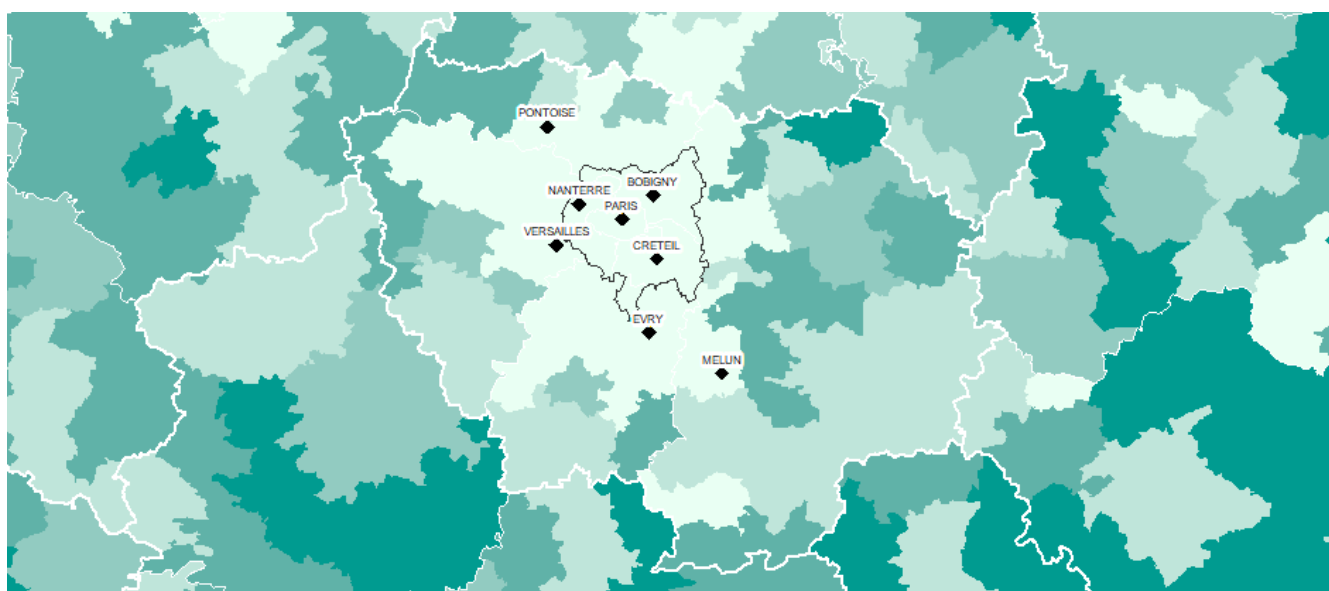 PONTOISE
BOBIGNY
NANTERRE
PARIS
VERSAILLES
CRETEIL
EVRY
MELUN